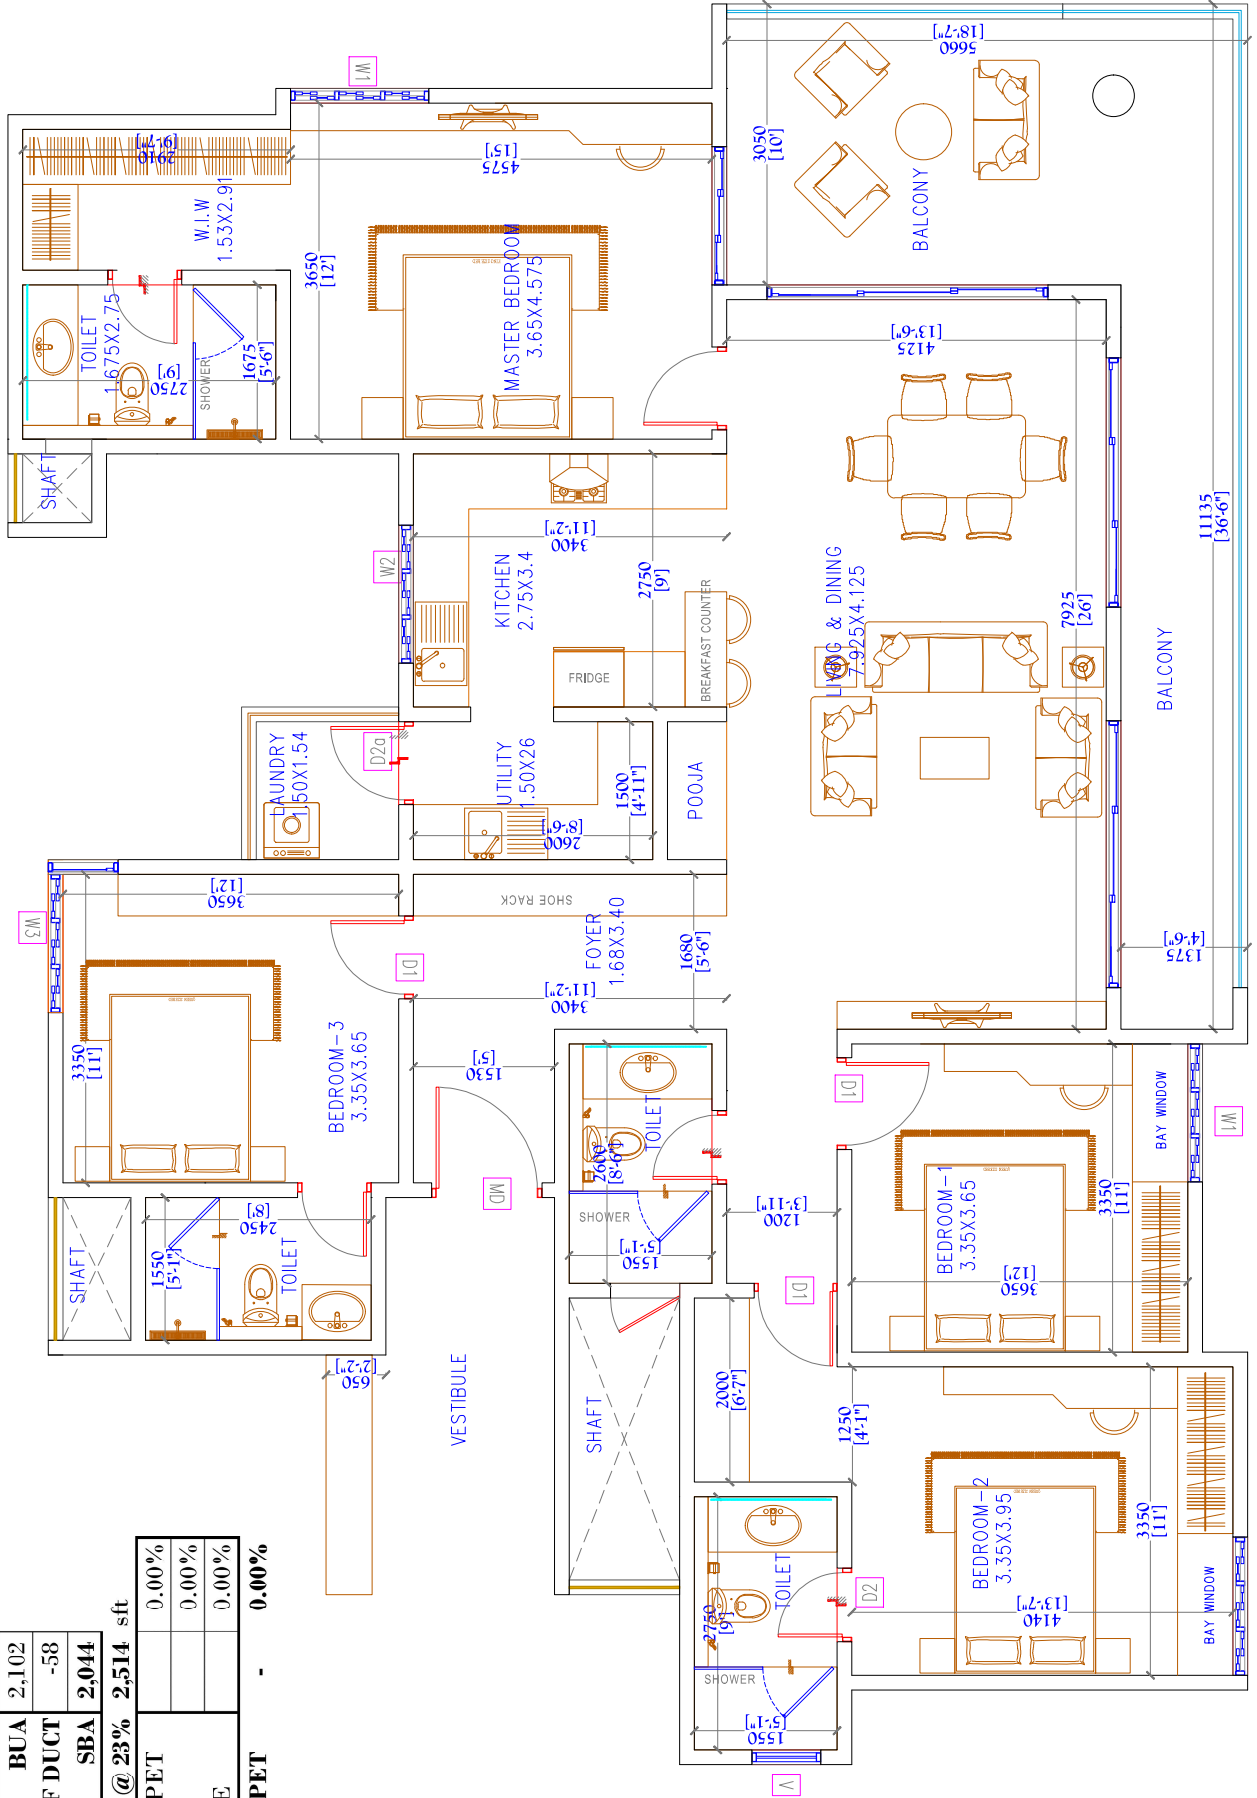 5660
[18'-7"]
W1
3050
[10']
BALCONY
2910
[9'-7"]
4575
[15']
W.I.W
1.53X2.91
3650
[12']
MASTER BEDROOM
3.65X4.575
TOILET
1.675X2.75
2750
[9']
SHOWER
1675
[5'-6"]
4125
[13'-6"]
SHAFT
W2
3400
[11'-2"]
KITCHEN
2.75X3.4
2750
[9']
FRIDGE
BREAKFAST COUNTER
LIVING & DINING
7.925X4.125
7925
[26']
11135
[36'-6"]
BALCONY
LAUNDRY
1.50X1.54
D2a
UTILITY
1.50X26
2600
[8'-6"]
1500
[4'-11"]
POOJA
W3
3650
[12']
SHOE RACK
FOYER
1.68X3.40
1680
[5'-6"]
1375
[4'-6"]
D1
3400
[11'-2"]
3350
[11']
BEDROOM-3
3.35X3.65
1530
[5']
TOILET
2600
[8'-6"]
D1
BAY WINDOW
W1
MD
SHOWER
1550
[5'-1"]
1200
[3'-11"]
BEDROOM-1
3.35X3.65
3350
[11']
3650
[12']
SHAFT
1550
[5'-1"]
2450
[8']
TOILET
D1
650
[2'-2"]
VESTIBULE
SHAFT
2000
[6'-7"]
1250
[4'-1"]
BEDROOM-2
3.35X3.95
3350
[11']
TOILET
2750
[9']
D2
4140
[13'-7"]
BAY WINDOW
SHOWER
1550
[5'-1"]
V
BUA 2,102
F DUCT -58
SBA 2,044
@ 23% 2,514 sft
PET 0.00%
0.00%
E 0.00%
PET - 0.00%